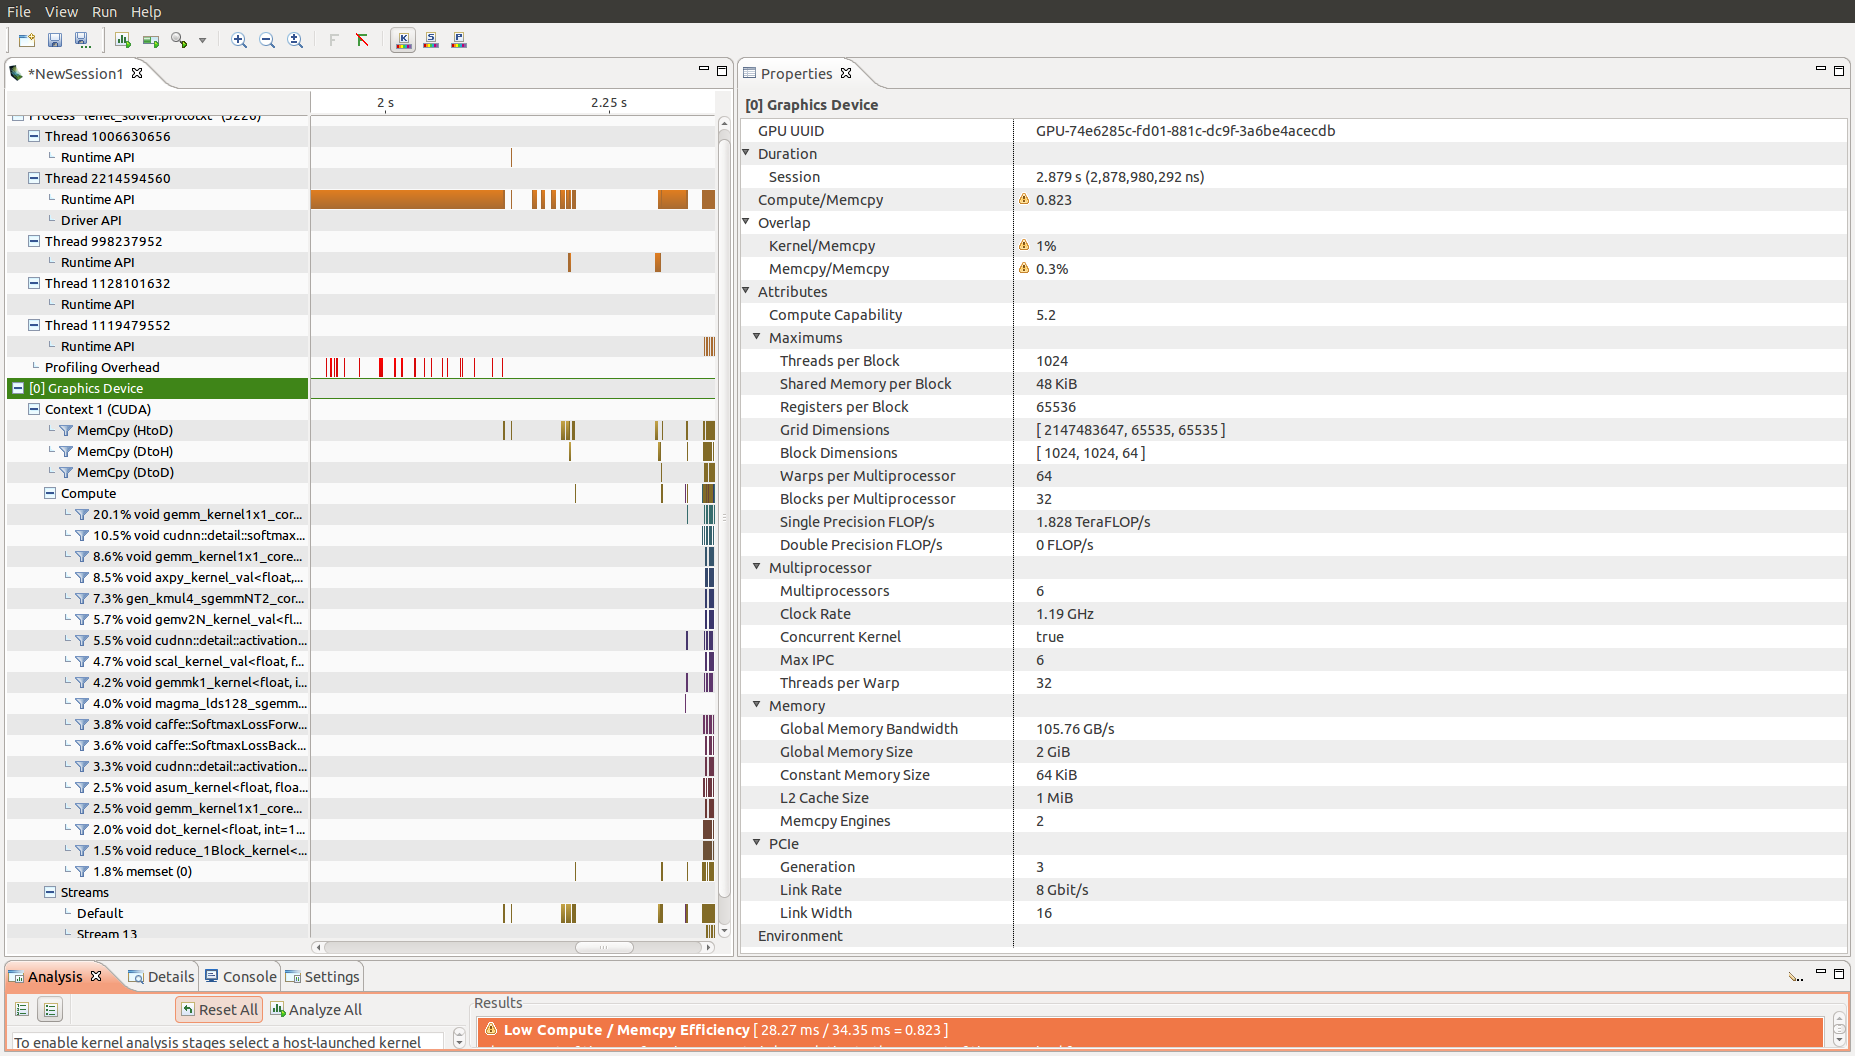 File View Run Help
*NewSession1
2 s 2.25 s
Process "lenet_solver.prototxt" (5220)
Thread 1006630656
Runtime API
Thread 2214594560
Runtime API
Driver API
Thread 998237952
Runtime API
Thread 1128101632
Runtime API
Thread 1119479552
Runtime API
Profiling Overhead
[0] Graphics Device
Context 1 (CUDA)
MemCpy (HtoD)
MemCpy (DtoH)
MemCpy (DtoD)
Compute
20.1% void gemm_kernel1x1_cor...
10.5% void cudnn::detail::softmax...
8.6% void gemm_kernel1x1_core...
8.5% void axpy_kernel_val<float,...
7.3% gen_kmul4_sgemmNT2_cor...
5.7% void gemv2N_kernel_val<fl...
5.5% void cudnn::detail::activation...
4.7% void scal_kernel_val<float, f...
4.2% void gemmk1_kernel<float, i...
4.0% void magma_lds128_sgemm...
3.8% void caffe::SoftmaxLossForw...
3.6% void caffe::SoftmaxLossBack...
3.3% void cudnn::detail::activation...
2.5% void asum_kernel<float, floa...
2.5% void gemm_kernel1x1_core...
2.0% void dot_kernel<float, int=1...
1.5% void reduce_1Block_kernel<...
1.8% memset (0)
Streams
Default
Stream 13
Properties
[0] Graphics Device
GPU UUID GPU-74e6285c-fd01-881c-dc9f-3a6be4acecdb
Duration
Session 2.879 s (2,878,980,292 ns)
Compute/Memcpy 0.823
Overlap
Kernel/Memcpy 1%
Memcpy/Memcpy 0.3%
Attributes
Compute Capability 5.2
Maximums
Threads per Block 1024
Shared Memory per Block 48 KiB
Registers per Block 65536
Grid Dimensions [ 2147483647, 65535, 65535 ]
Block Dimensions [ 1024, 1024, 64 ]
Warps per Multiprocessor 64
Blocks per Multiprocessor 32
Single Precision FLOP/s 1.828 TeraFLOP/s
Double Precision FLOP/s 0 FLOP/s
Multiprocessor
Multiprocessors 6
Clock Rate 1.19 GHz
Concurrent Kernel true
Max IPC 6
Threads per Warp 32
Memory
Global Memory Bandwidth 105.76 GB/s
Global Memory Size 2 GiB
Constant Memory Size 64 KiB
L2 Cache Size 1 MiB
Memcpy Engines 2
PCIe
Generation 3
Link Rate 8 Gbit/s
Link Width 16
Environment
Analysis Details Console Settings
Reset All Analyze All
To enable kernel analysis stages select a host-launched kernel
Results
Low Compute / Memcpy Efficiency [ 28.27 ms / 34.35 ms = 0.823 ]